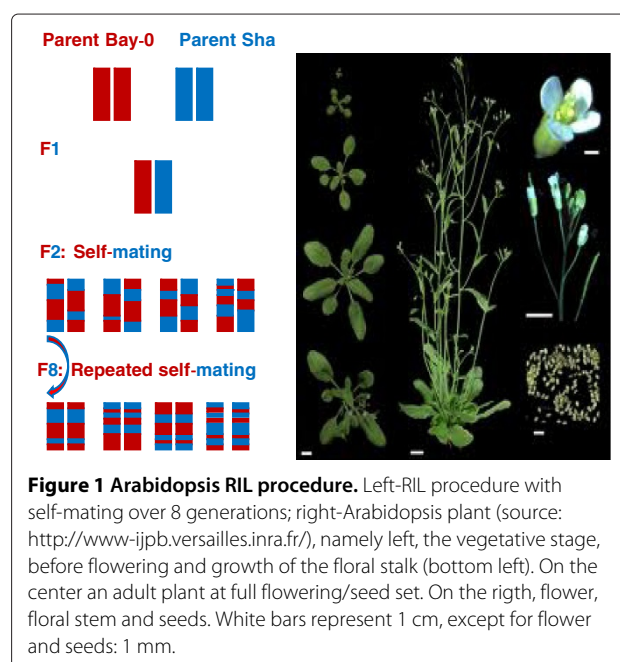 Parent Bay-0 Parent Sha
F1
F2: Self-mating
F8: Repeated self-mating
Figure 1 Arabidopsis RIL procedure. Left-RIL procedure with
self-mating over 8 generations; right-Arabidopsis plant (source:
http://www-ijpb.versailles.inra.fr/), namely left, the vegetative stage,
before flowering and growth of the floral stalk (bottom left). On the
center an adult plant at full flowering/seed set. On the rigth, flower,
floral stem and seeds. White bars represent 1 cm, except for flower
and seeds: 1 mm.